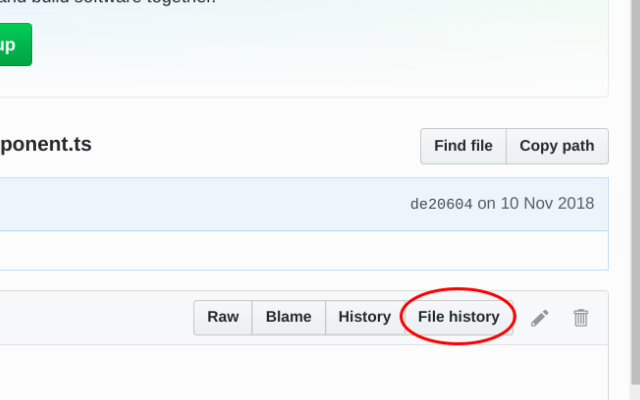 and build software together.
up
ponent.ts
Find file Copy path
de20604 on 10 Nov 2018
Raw Blame History File history